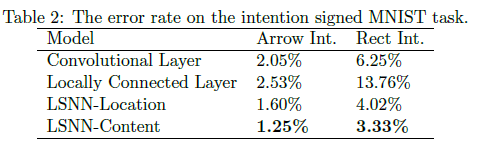 Table 2: The error rate on the intention signed MNIST task.
Model Arrow Int. Rect Int.
Convolutional Layer 2.05% 6.25%
Locally Connected Layer 2.53% 13.76%
LSNN-Location 1.60% 4.02%
LSNN-Content 1.25% 3.33%